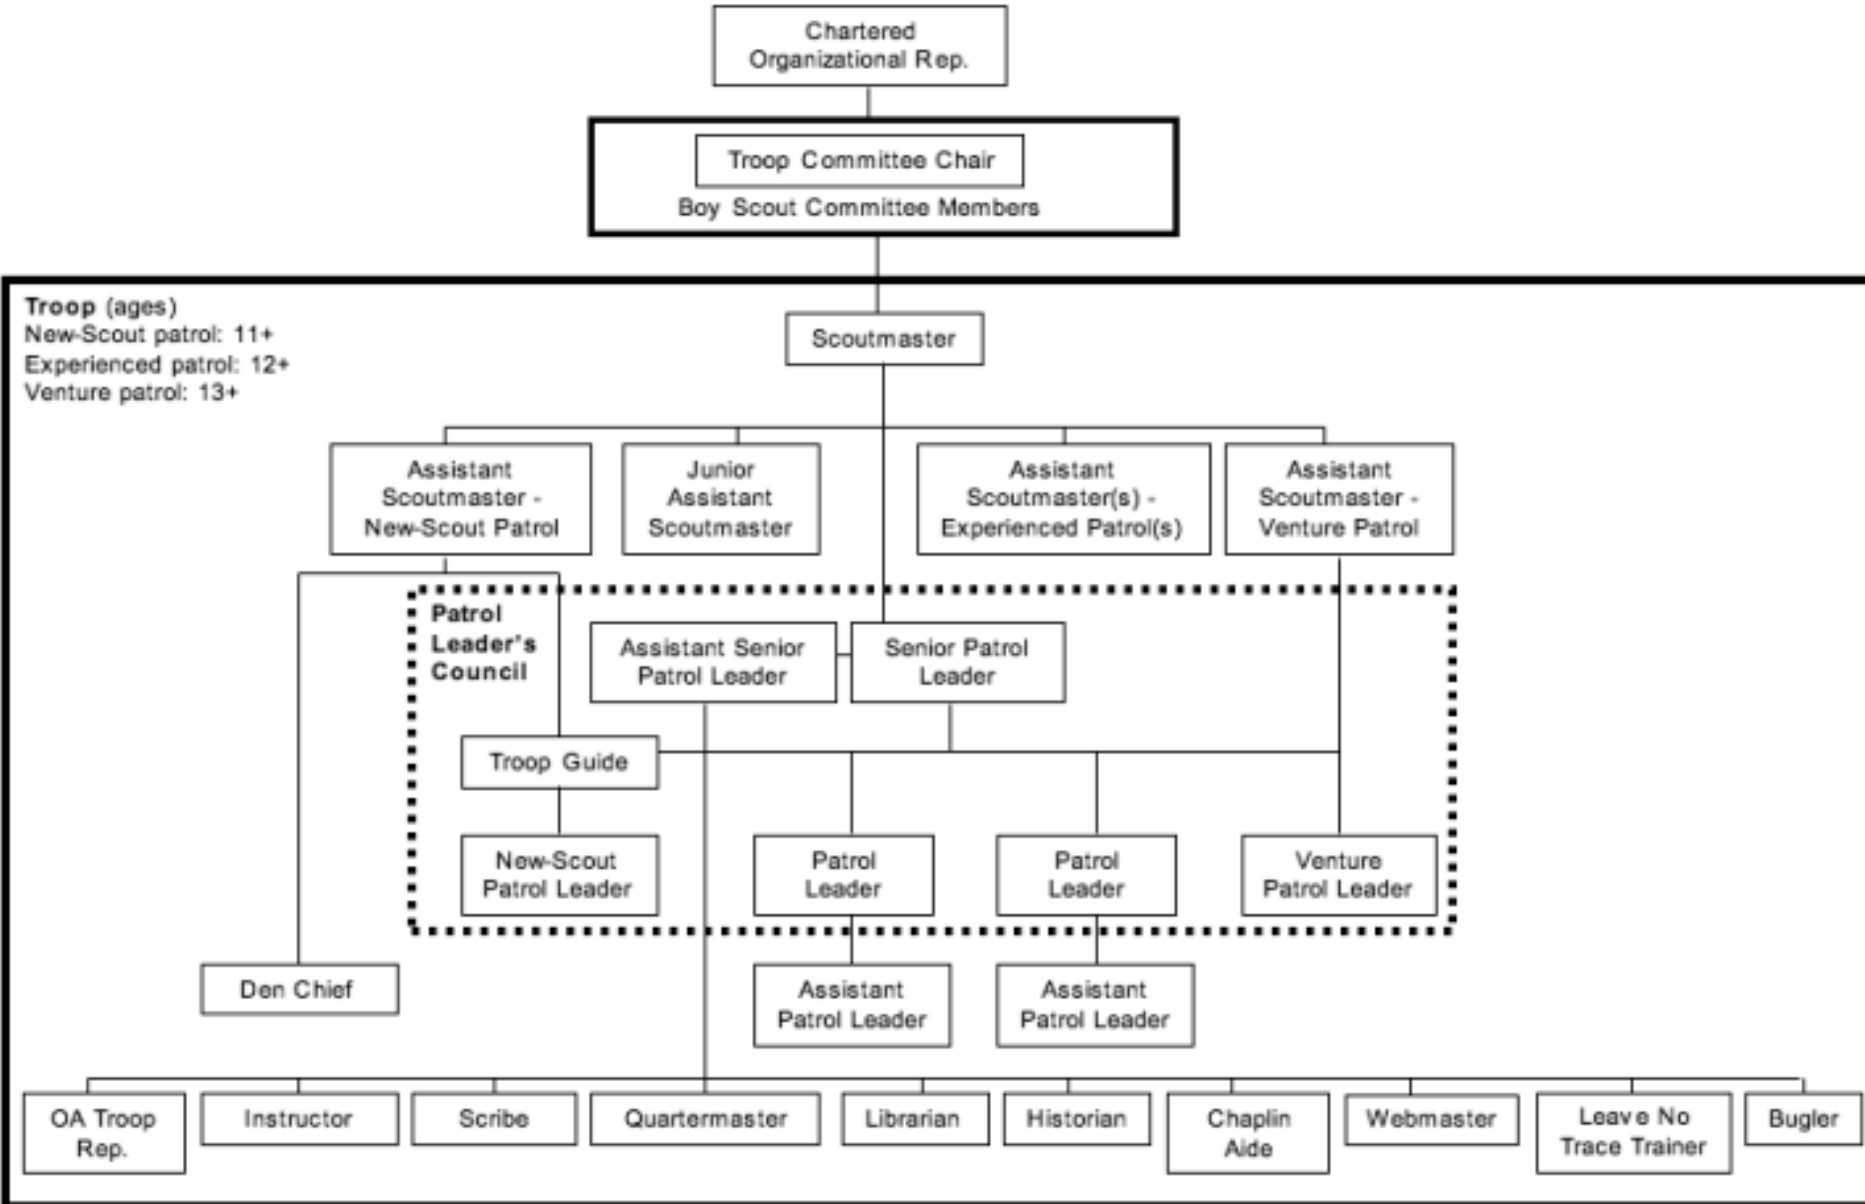 Chartered
Organizational Rep.
Troop Committee Chair
Boy Scout Committee Members
Troop (ages)
New-Scout patrol: 11+
Experienced patrol: 12+
Venture patrol: 13+
Scoutmaster
Assistant
Scoutmaster -
New-Scout Patrol
Junior
Assistant
Scoutmaster
Assistant
Scoutmaster(s) -
Experienced Patrol(s)
Assistant
Scoutmaster -
Venture Patrol
Patrol
Leader's
Council
Assistant Senior
Patrol Leader
Senior Patrol
Leader
Troop Guide
New-Scout
Patrol Leader
Patrol
Leader
Patrol
Leader
Venture
Patrol Leader
Den Chief
Assistant
Patrol Leader
Assistant
Patrol Leader
OA Troop
Rep.
Instructor
Scribe
Quartermaster
Librarian
Historian
Chaplin
Aide
Webmaster
Leave No
Trace Trainer
Bugler